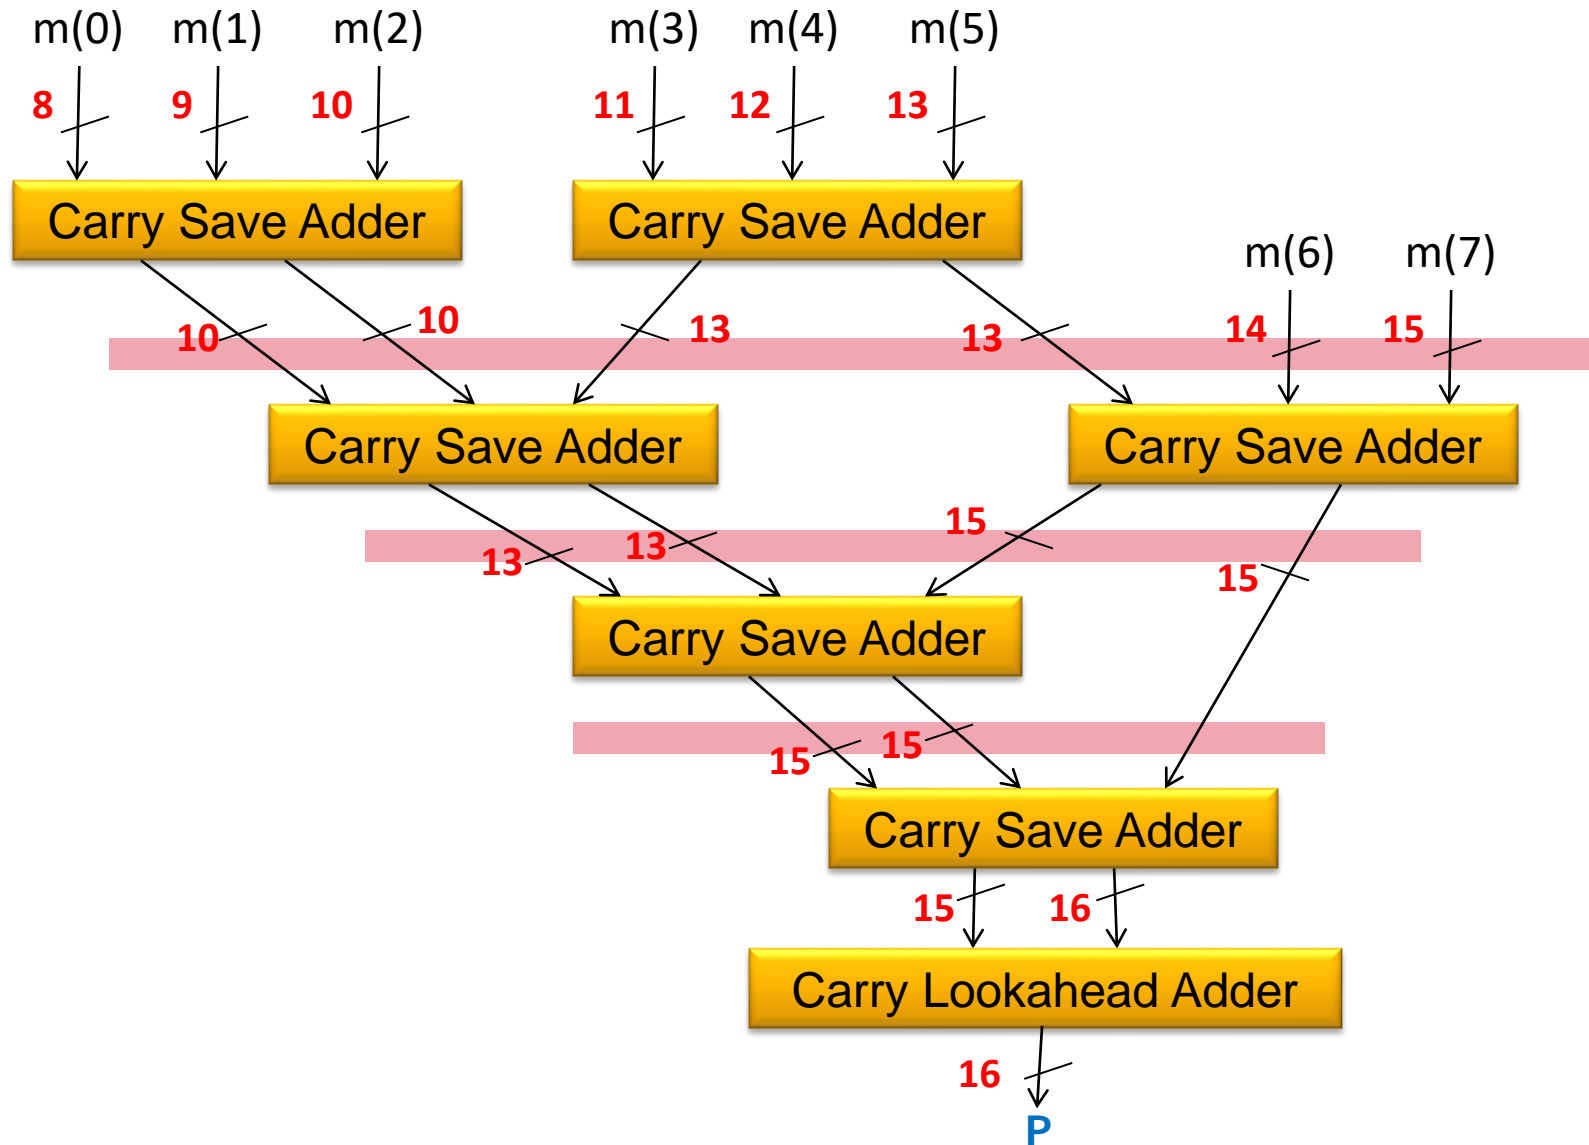 m(0) m(1) m(2) m(3) m(4) m(5)
8 9 10 11 12 13
Carry Save Adder Carry Save Adder
m(6) m(7)
10 10 13 13 14 15
Carry Save Adder Carry Save Adder
13 13 15 15
Carry Save Adder
15 15
Carry Save Adder
15 16
Carry Lookahead Adder
16
P